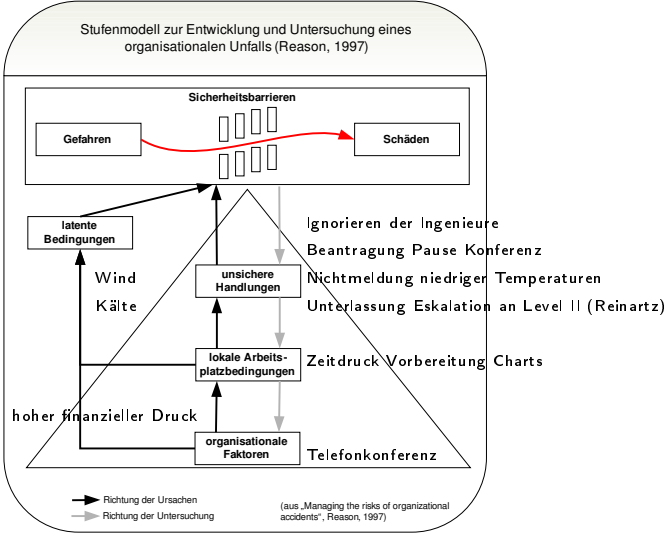 Stufenmodell zur Entwicklung und Untersuchung eines
organisationalen Unfalls (Reason, 1997)
Sicherheitsbarrieren
Gefahren
Schäden
latente
Bedingungen
Ignorieren der Ingenieure
Beantragung Pause Konferenz
Wind
Kälte
unsichere
Handlungen
Nichtmeldung niedriger Temperaturen
Unterlassung Eskalation an Level II (Reinartz)
lokale Arbeits-
platzbedingungen
Zeitdruck Vorbereitung Charts
hoher finanzieller Druck
organisationale
Faktoren
Telefonkonferenz
Richtung der Ursachen
Richtung der Untersuchung
(aus „Managing the risks of organizational
accidents“, Reason, 1997)